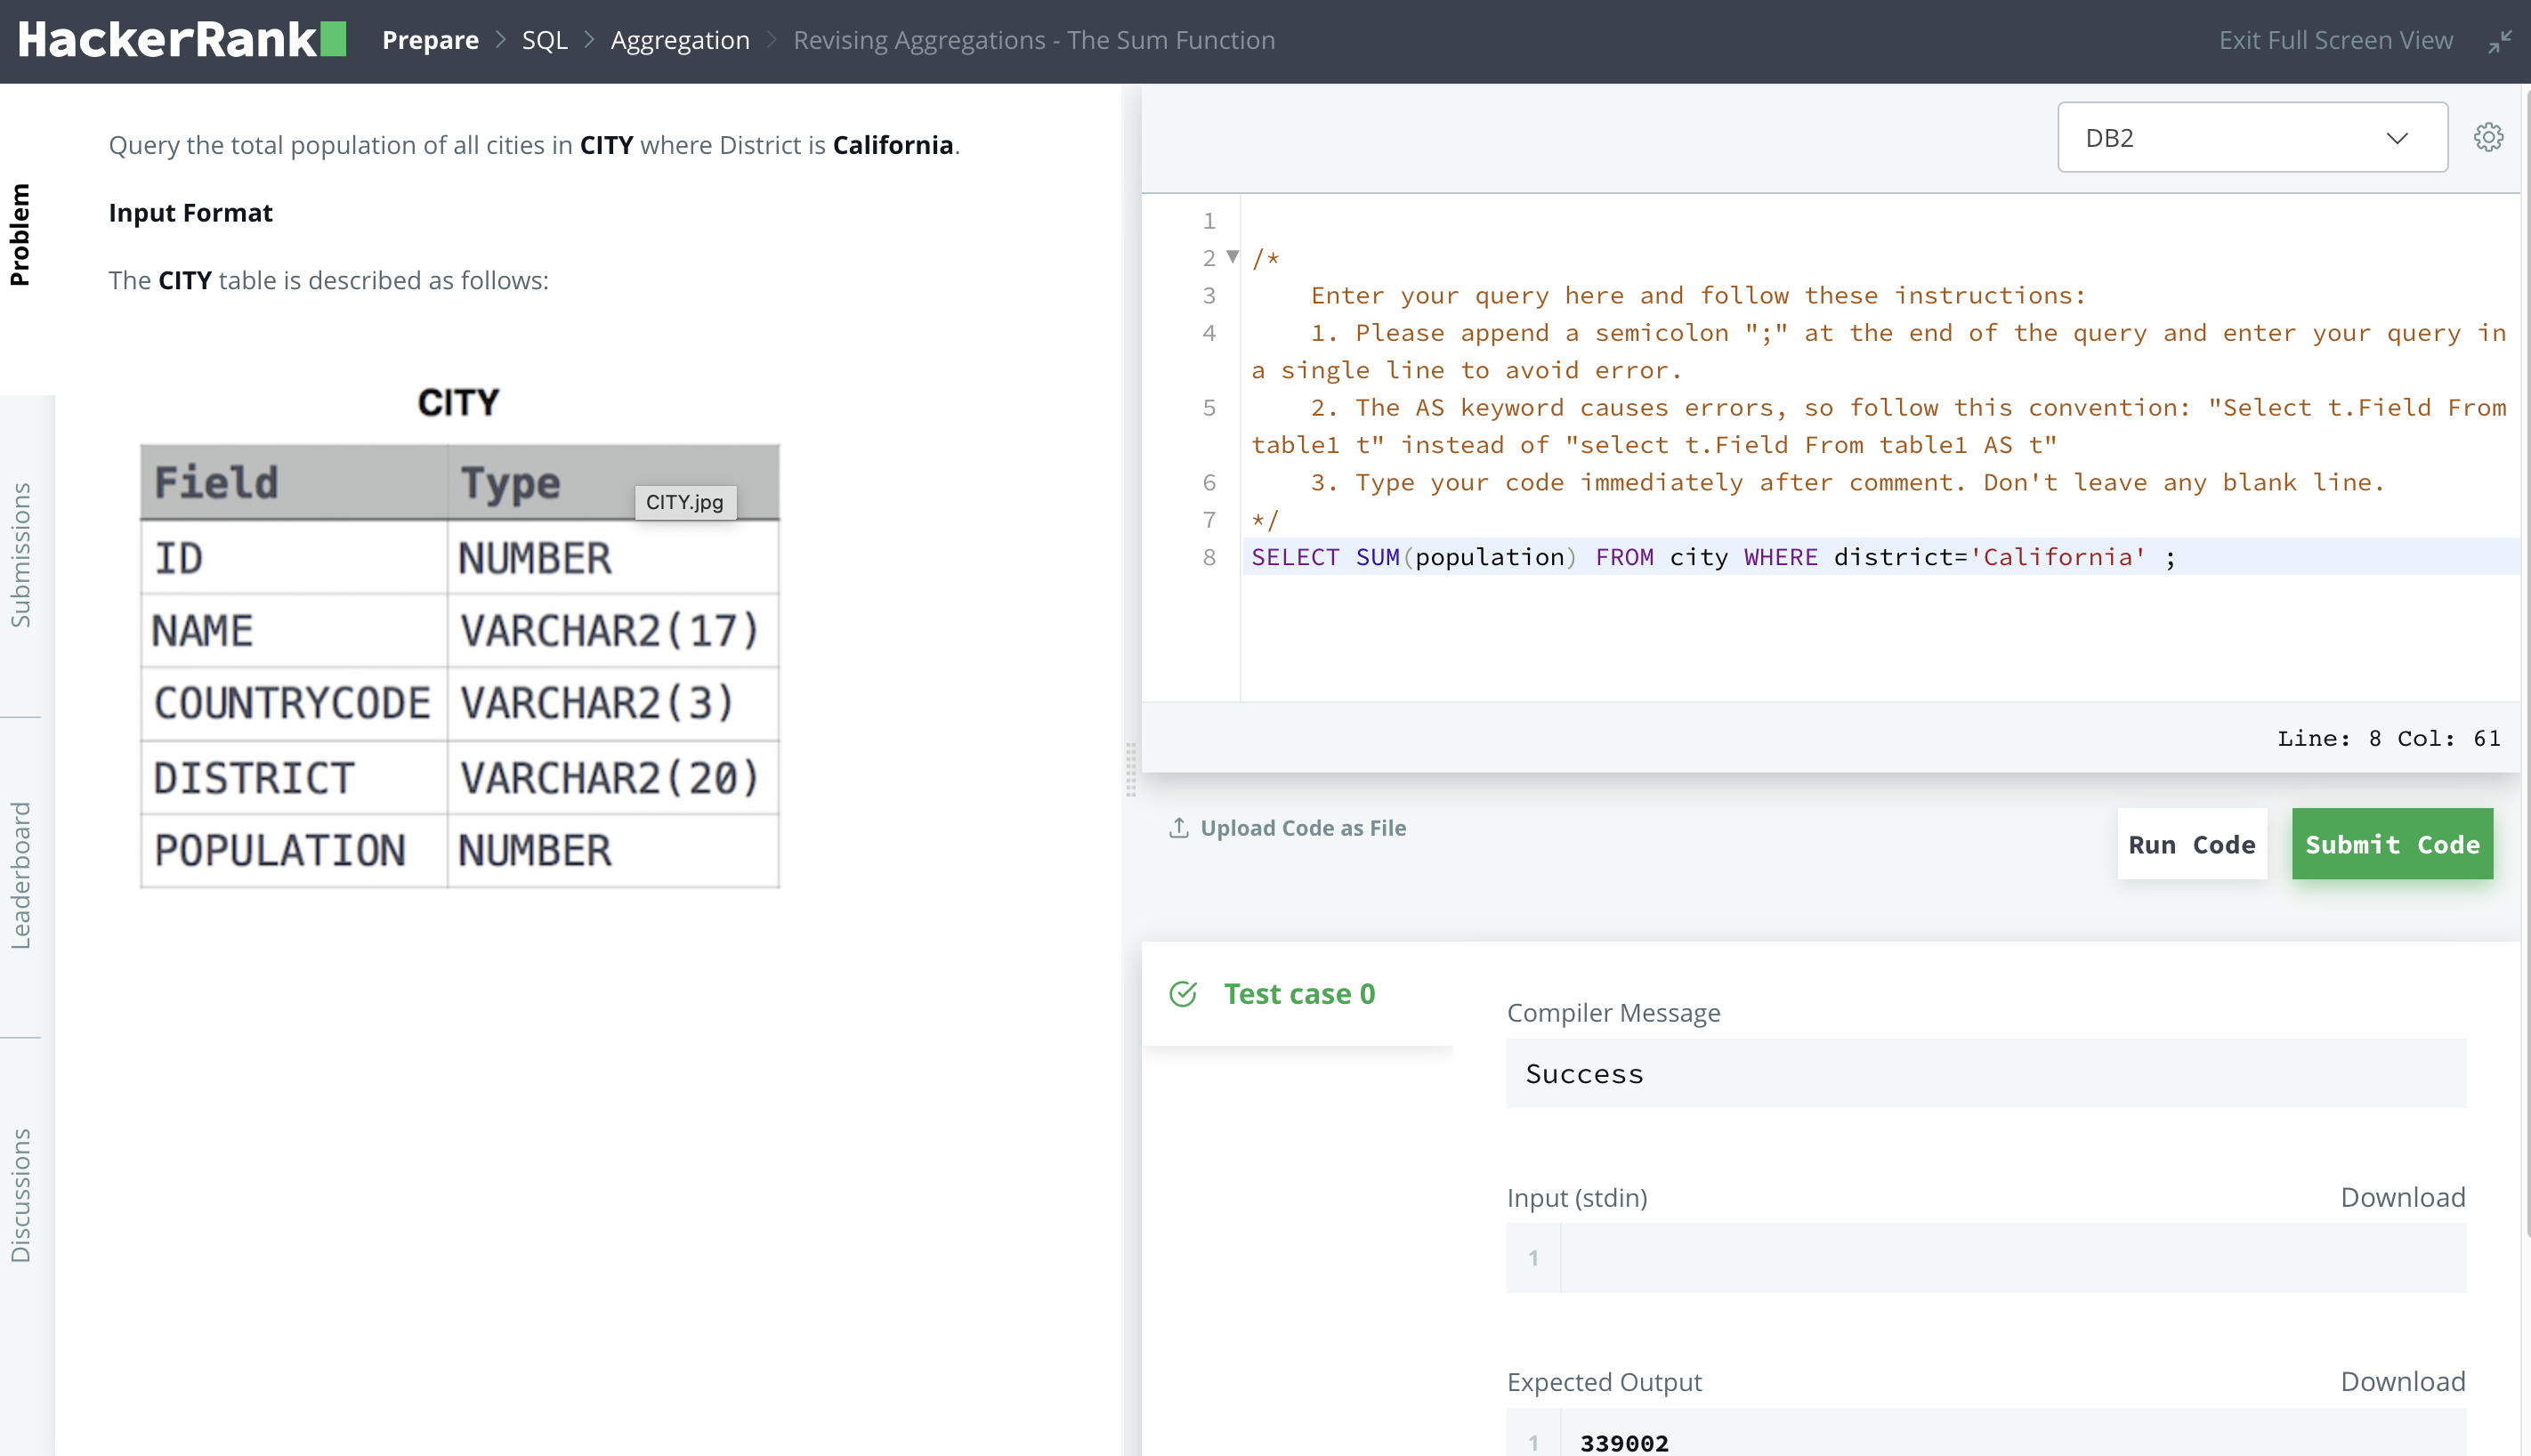 HackerRank
Prepare > SQL > Aggregation > Revising Aggregations - The Sum Function
Exit Full Screen View
Problem
Submissions
Leaderboard
Discussions
Query the total population of all cities in CITY where District is California.
Input Format
The CITY table is described as follows:
CITY
Field Type
CITY.jpg
ID NUMBER
NAME VARCHAR2(17)
COUNTRYCODE VARCHAR2(3)
DISTRICT VARCHAR2(20)
POPULATION NUMBER
DB2
1
2 /*
3 Enter your query here and follow these instructions:
4 1. Please append a semicolon ";" at the end of the query and enter your query in
a single line to avoid error.
5 2. The AS keyword causes errors, so follow this convention: "Select t.Field From
table1 t" instead of "select t.Field From table1 AS t"
6 3. Type your code immediately after comment. Don't leave any blank line.
7 */
8 SELECT SUM(population) FROM city WHERE district='California' ;
Line: 8 Col: 61
Upload Code as File
Run Code
Submit Code
Test case 0
Compiler Message
Success
Input (stdin) Download
1
Expected Output Download
1 339002